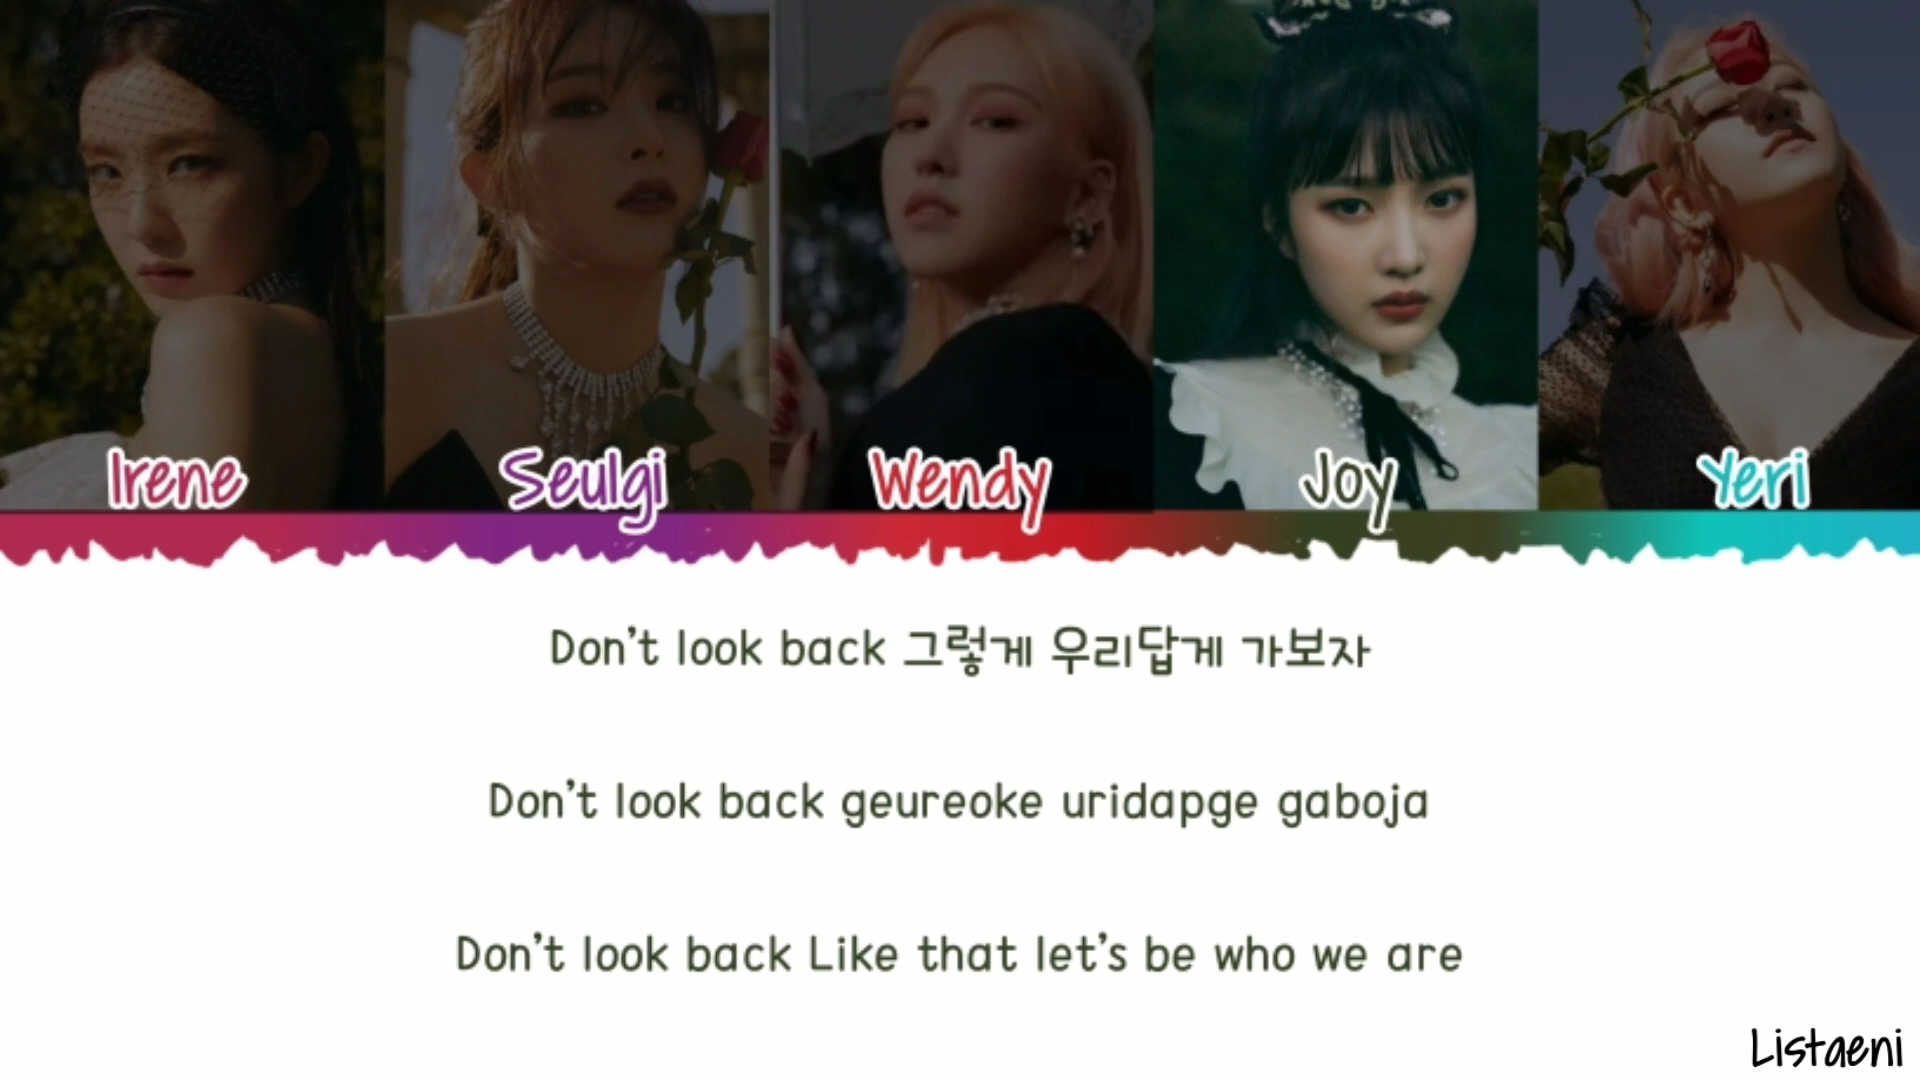 Irene Seulgi Wendy Joy Yeri
Don't look back 그렇게 우리답게 가보자
Don't look back geureoke uridapge gaboja
Don't look back Like that let's be who we are
Listaeni